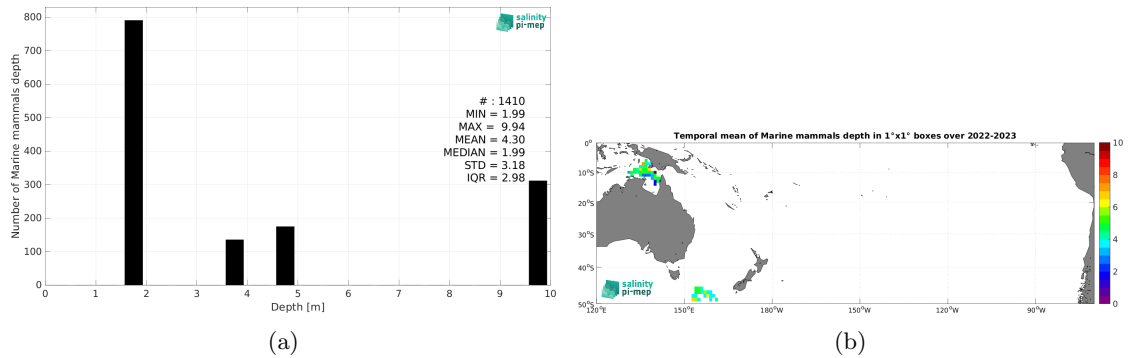 800
700
600
500
400
300
200
100
0
Number of Marine mammals depth
salinity
pi-mep
# : 1410
MIN = 1.99
MAX = 9.94
MEAN = 4.30
MEDIAN = 1.99
STD = 3.18
IQR = 2.98
0 1 2 3 4 5 6 7 8 9 10
Depth [m]
(a)
Temporal mean of Marine mammals depth in 1°x1° boxes over 2022-2023
0°
10°S
20°S
30°S
40°S
50°S
120°E 150°E 180°W 150°W 120°W 90°W
salinity
pi-mep
10
8
6
4
2
0
(b)